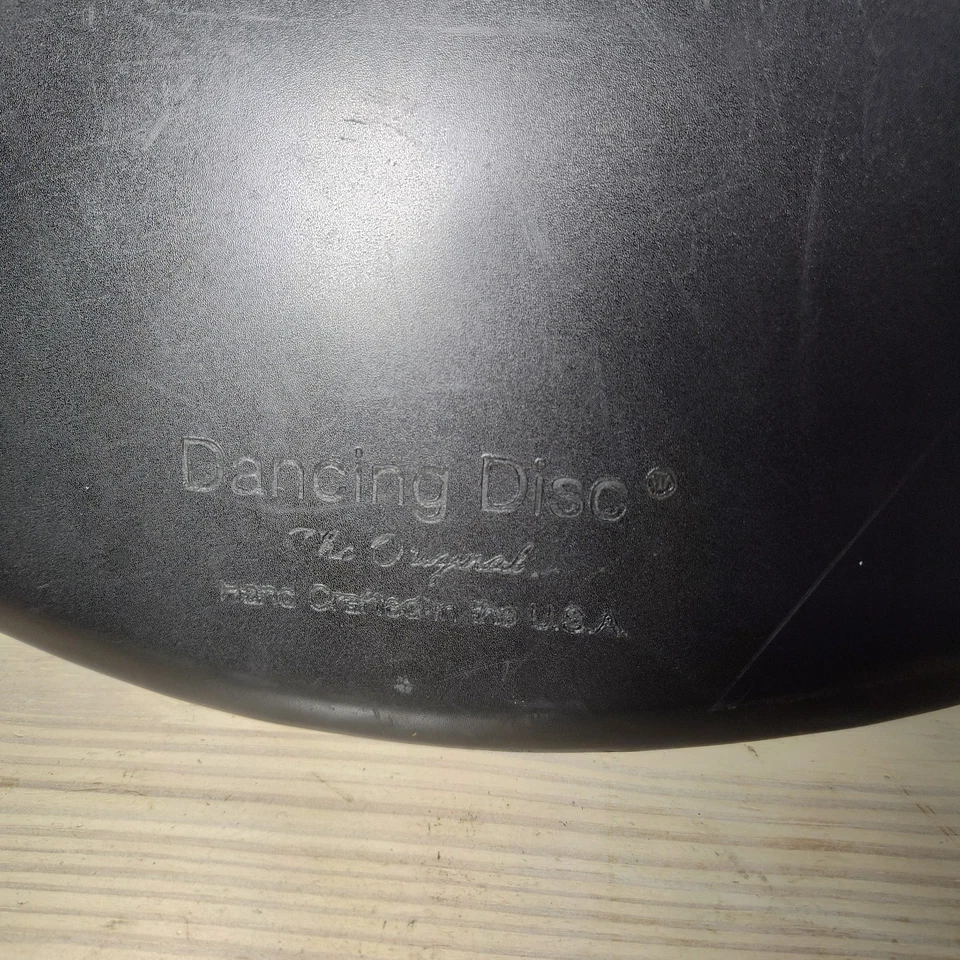 Dancing Disc ®
The Original
Hand Crafted in the U.S.A.